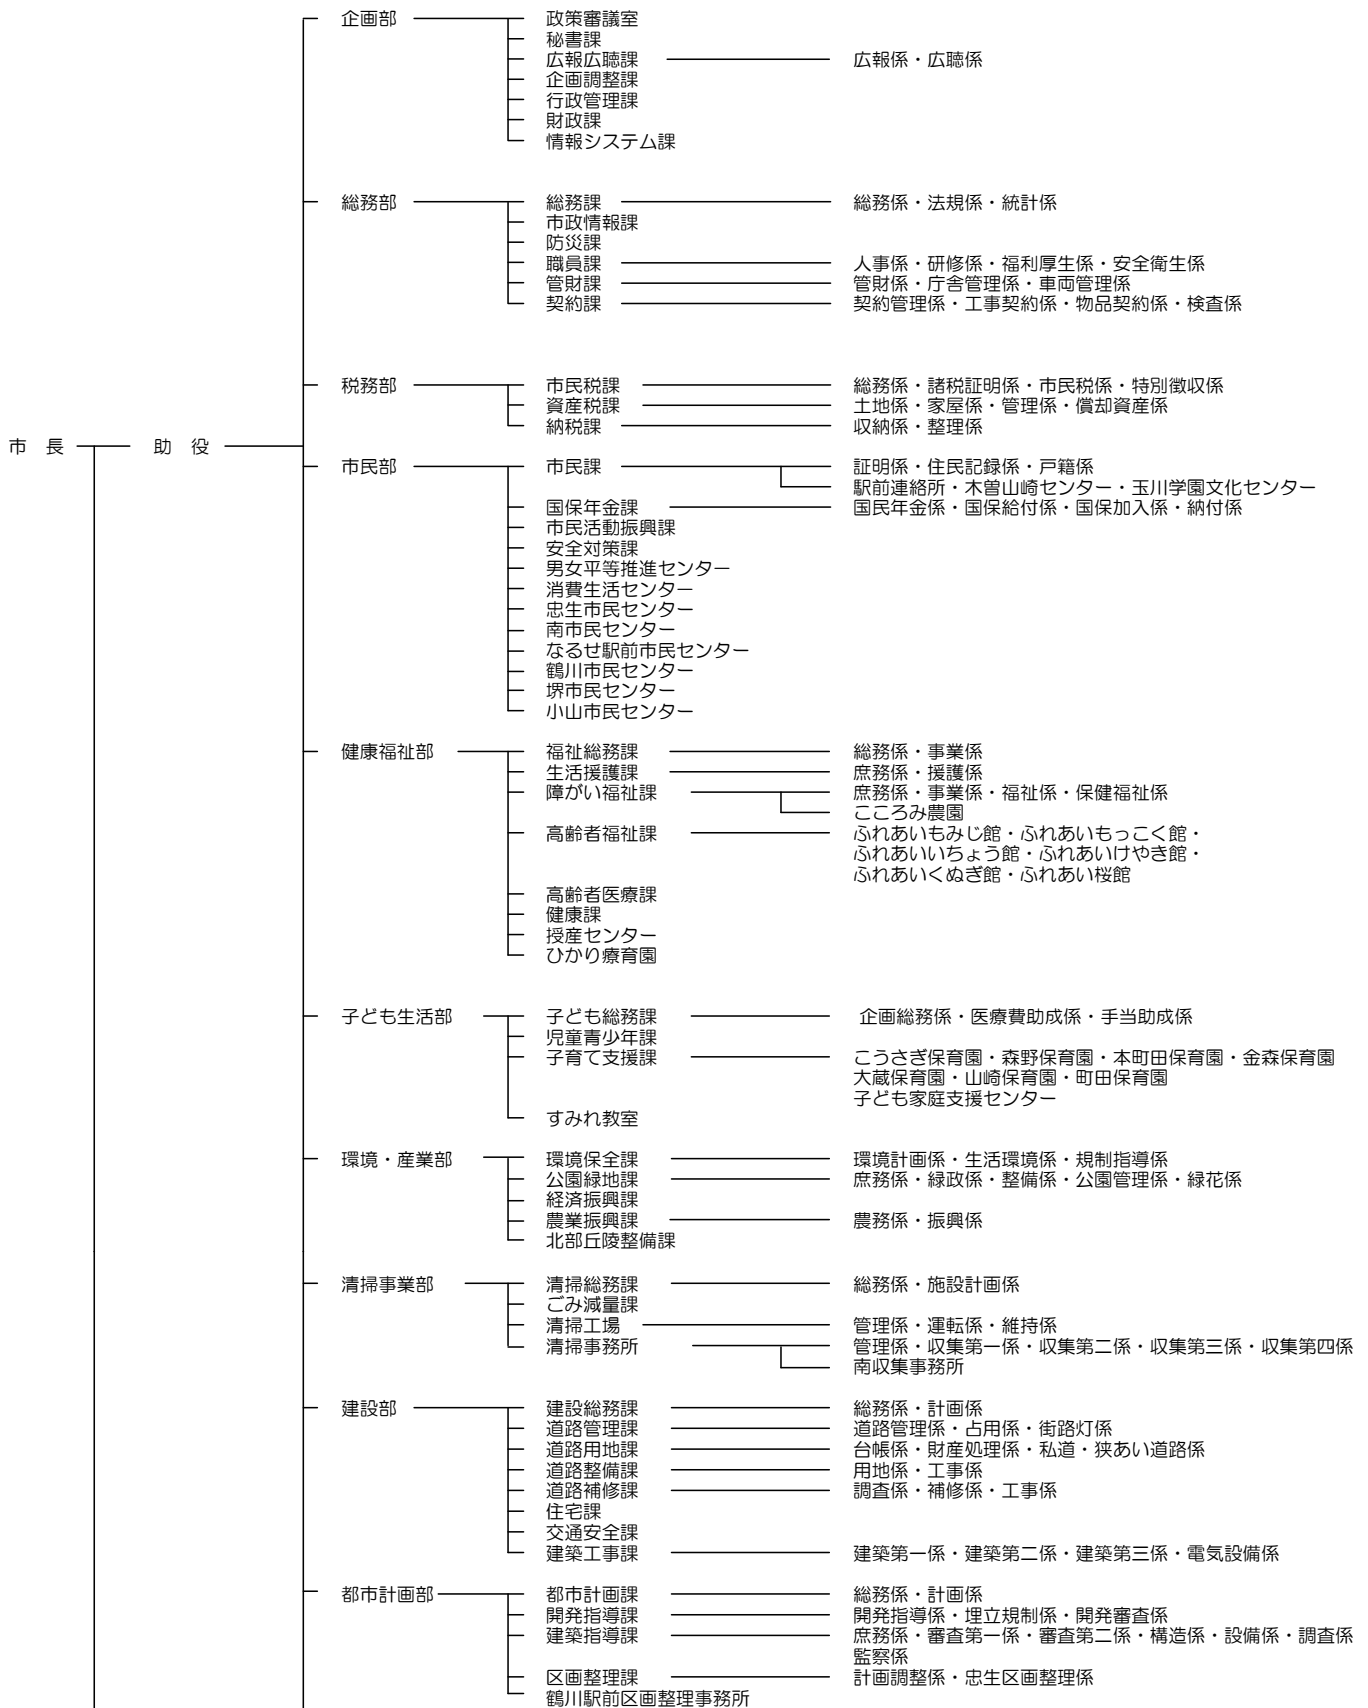 企画部 政策審議室
秘書課
広報広聴課 広報係・広聴係
企画調整課
行政管理課
財政課
情報システム課
総務部 総務課 総務係・法規係・統計係
市政情報課
防災課
職員課 人事係・研修係・福利厚生係・安全衛生係
管財課 管財係・庁舎管理係・車両管理係
契約課 契約管理係・工事契約係・物品契約係・検査係
税務部 市民税課 総務係・諸税証明係・市民税係・特別徴収係
資産税課 土地係・家屋係・管理係・償却資産係
納税課 収納係・整理係
市 長 助 役
市民部 市民課 証明係・住民記録係・戸籍係
駅前連絡所・木曽山崎センター・玉川学園文化センター
国保年金課 国民年金係・国保給付係・国保加入係・納付係
市民活動振興課
安全対策課
男女平等推進センター
消費生活センター
忠生市民センター
南市民センター
なるせ駅前市民センター
鶴川市民センター
堺市民センター
小山市民センター
健康福祉部 福祉総務課 総務係・事業係
生活援護課 庶務係・援護係
障がい福祉課 庶務係・事業係・福祉係・保健福祉係
こころみ農園
高齢者福祉課 ふれあいもみじ館・ふれあいもっこく館・
ふれあいいちょう館・ふれあいけやき館・
ふれあいくぬぎ館・ふれあい桜館
高齢者医療課
健康課
授産センター
ひかり療育園
子ども生活部 子ども総務課 企画総務係・医療費助成係・手当助成係
児童青少年課
子育て支援課 こうさぎ保育園・森野保育園・本町田保育園・金森保育園
大蔵保育園・山崎保育園・町田保育園
子ども家庭支援センター
すみれ教室
環境・産業部 環境保全課 環境計画係・生活環境係・規制指導係
公園緑地課 庶務係・緑政係・整備係・公園管理係・緑花係
経済振興課
農業振興課 農務係・振興係
北部丘陵整備課
清掃事業部 清掃総務課 総務係・施設計画係
ごみ減量課
清掃工場 管理係・運転係・維持係
清掃事務所 管理係・収集第一係・収集第二係・収集第三係・収集第四係
南収集事務所
建設部 建設総務課 総務係・計画係
道路管理課 道路管理係・占用係・街路灯係
道路用地課 台帳係・財産処理係・私道・狭あい道路係
道路整備課 用地係・工事係
道路補修課 調査係・補修係・工事係
住宅課
交通安全課
建築工事課 建築第一係・建築第二係・建築第三係・電気設備係
都市計画部 都市計画課 総務係・計画係
開発指導課 開発指導係・埋立規制係・開発審査係
建築指導課 庶務係・審査第一係・審査第二係・構造係・設備係・調査係
監察係
区画整理課 計画調整係・忠生区画整理係
鶴川駅前区画整理事務所